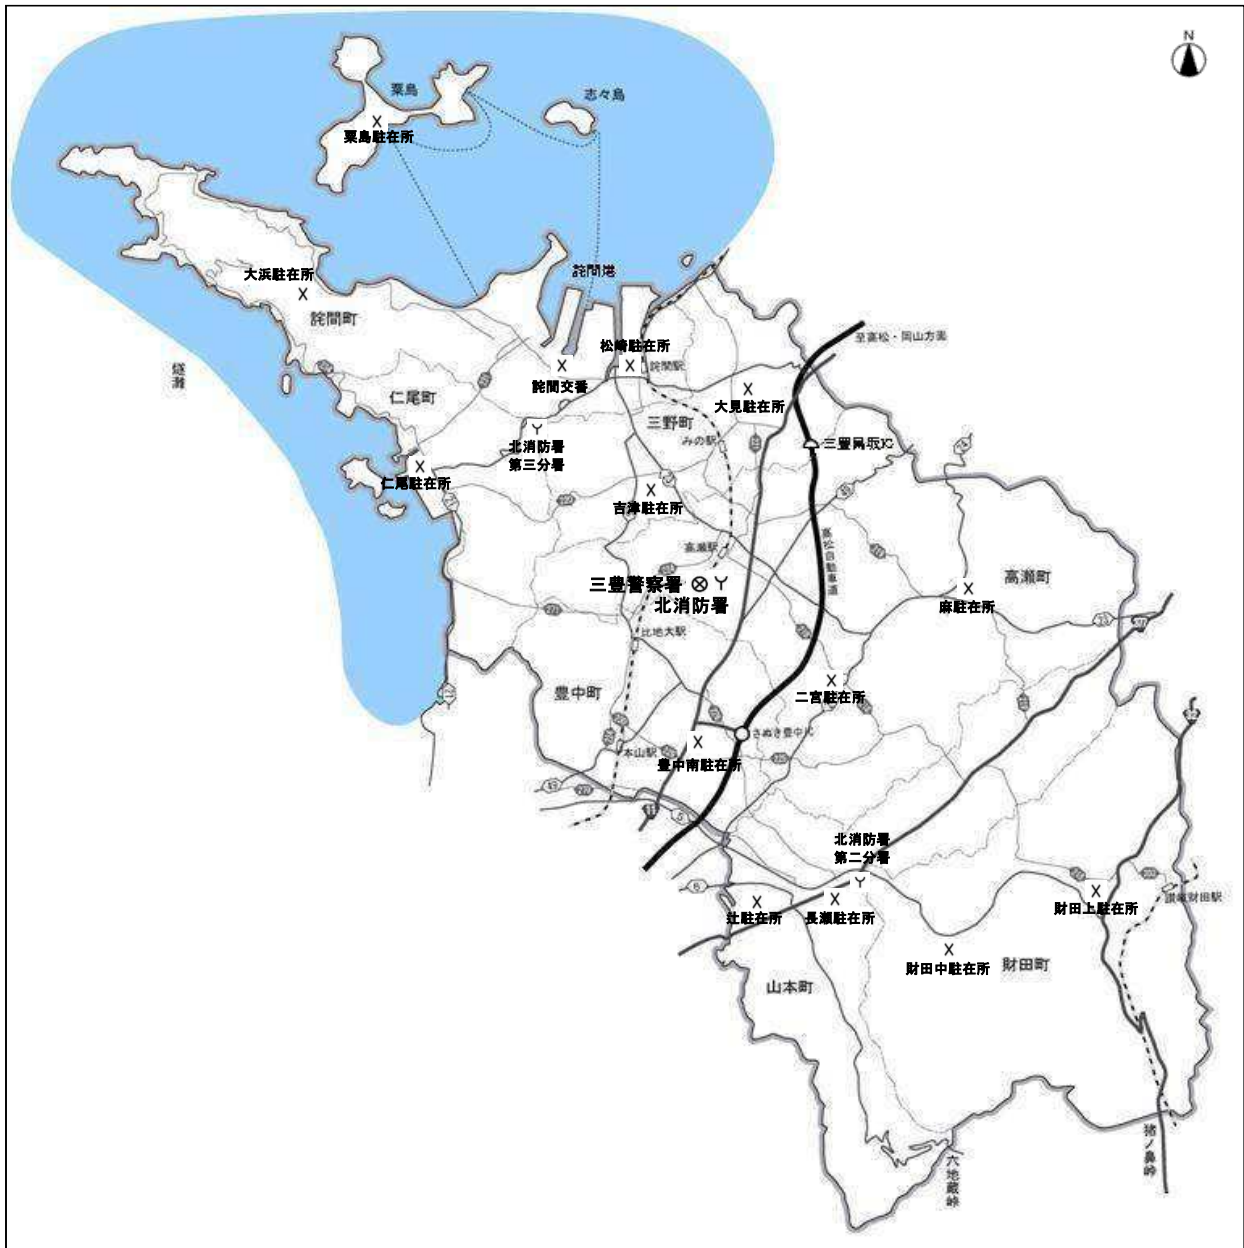 N
粟島
志々島
粟島駐在所
大浜駐在所
詫間町
詫間港
燧灘
松崎駐在所
詫間駅
至高松・岡山方面
詫間交番
仁尾町
大見駐在所
三野町
みの駅
三豊鳥坂IC
北消防署
第三分署
仁尾駐在所
吉津駐在所
高瀬駅
高松自動車道
三豊警察署
北消防署
高瀬町
麻駐在所
比地大駅
豊中町
二宮駐在所
さぬき豊中IC
本山駅
豊中南駐在所
11
5
6
北消防署
第二分署
辻駐在所
長瀬駐在所
財田上駐在所
讃岐財田駅
財田中駐在所
財田町
山本町
猪ノ鼻峠
六地蔵峠